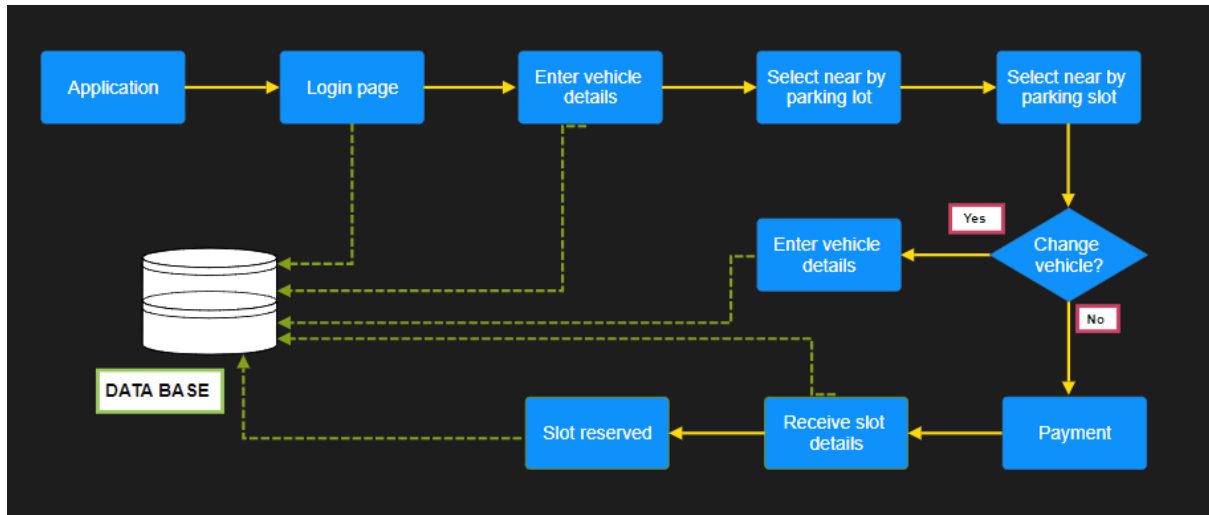 Application
Login page
Enter vehicle
details
Select near by
parking lot
Select near by
parking slot
Yes
Enter vehicle
details
Change
vehicle?
No
DATA BASE
Slot reserved
Receive slot
details
Payment